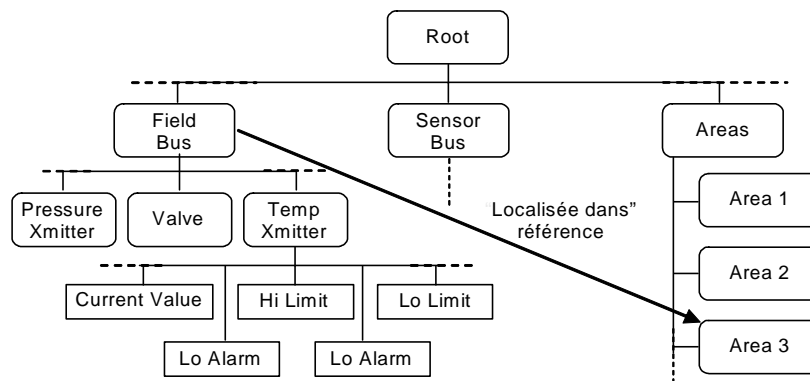 Root
Field
Bus
Sensor
Bus
Areas
Pressure
Xmitter
Valve
Temp
Xmitter
"Localisée dans”
référence
Area 1
Area 2
Area 3
Current Value
Hi Limit
Lo Limit
Lo Alarm
Lo Alarm